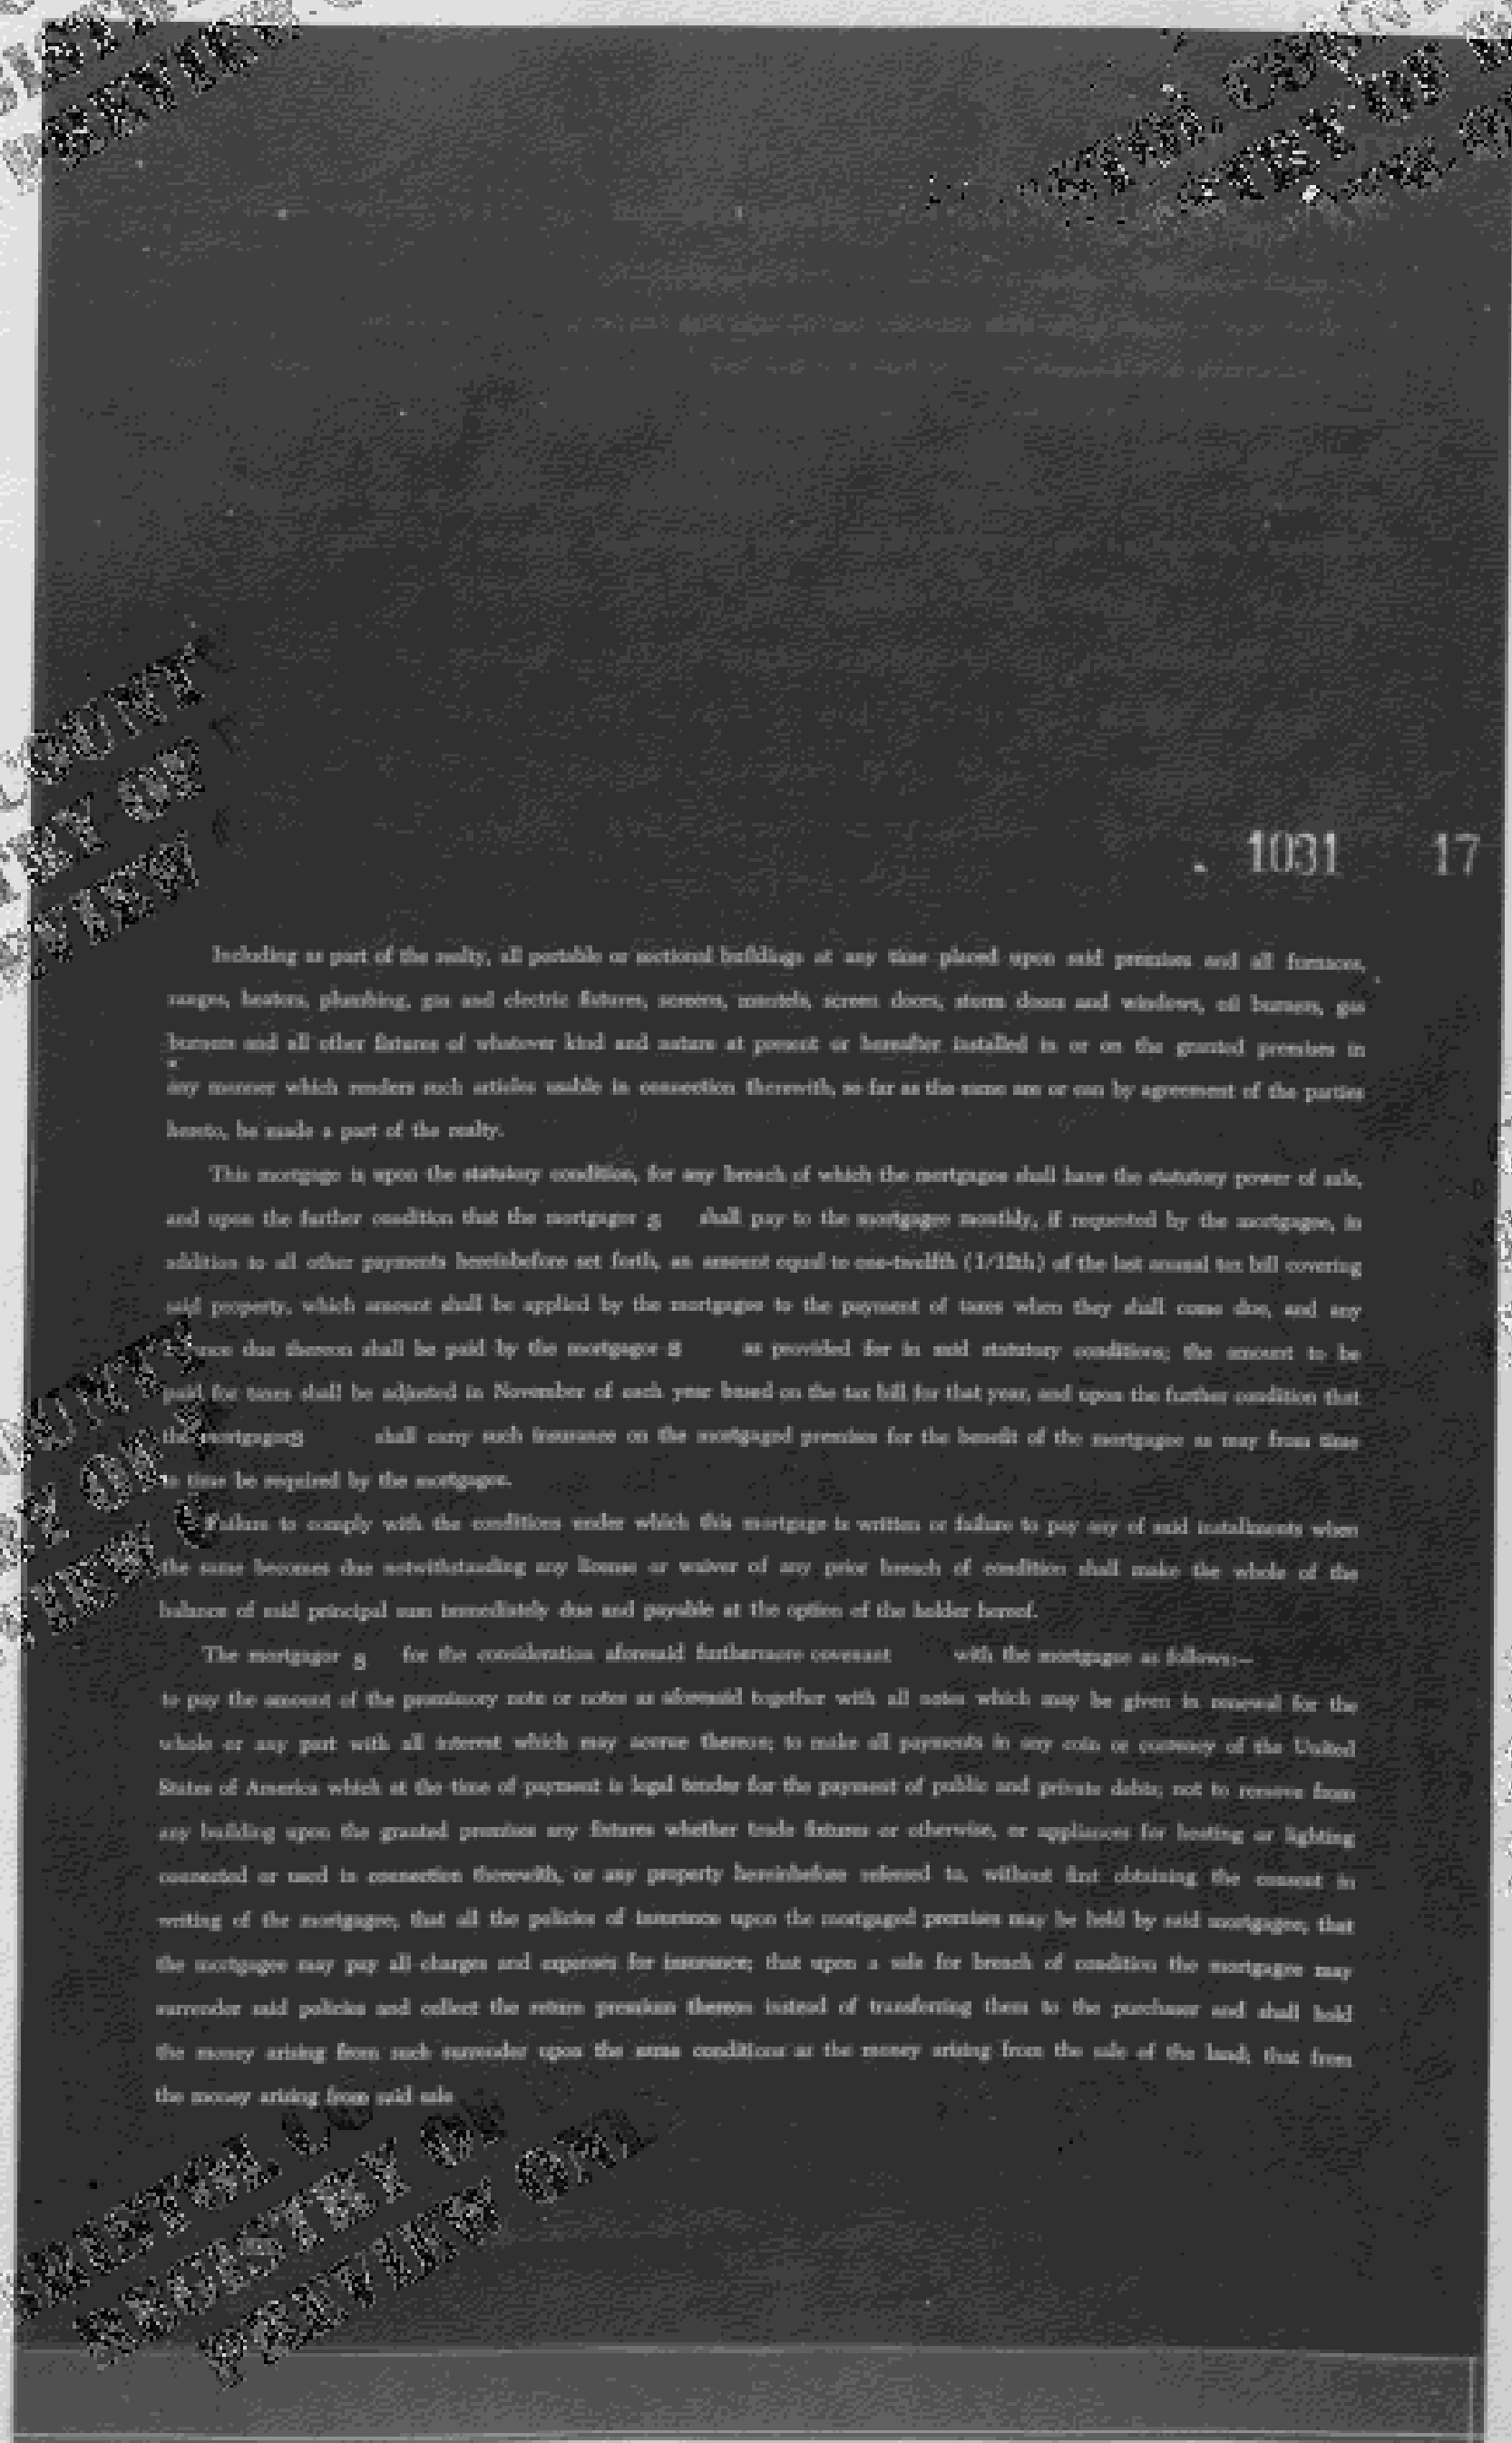 1031 17
Including as part of the realty, all portable or sectional buildings at any time placed upon said premises and all furnaces,
ranges, heaters, plumbing, gas and electric fixtures, screens, mantels, screen doors, storm doors and windows, oil burners, gas
burners and all other fixtures of whatever kind and nature at present or hereafter installed in or on the granted premises in
any manner which renders such articles usable in connection therewith, so far as the same are or can by agreement of the parties
hereto, be made a part of the realty.
This mortgage is upon the statutory condition, for any breach of which the mortgagee shall have the statutory power of sale,
and upon the further condition that the mortgagor s shall pay to the mortgagee monthly, if requested by the mortgagee, in
addition to all other payments hereinbefore set forth, an amount equal to one-twelfth (1/12th) of the last annual tax bill covering
said property, which amount shall be applied by the mortgagee to the payment of taxes when they shall come due, and any
balance due thereon shall be paid by the mortgagor s as provided for in said statutory conditions; the amount to be
paid for taxes shall be adjusted in November of each year based on the tax bill for that year, and upon the further condition that
the mortgagors shall carry such insurance on the mortgaged premises for the benefit of the mortgagee as may from time
to time be required by the mortgagee.
Failure to comply with the conditions under which this mortgage is written or failure to pay any of said installments when
the same becomes due notwithstanding any license or waiver of any prior breach of condition shall make the whole of the
balance of said principal sum immediately due and payable at the option of the holder hereof.
The mortgagor s for the consideration aforesaid furthermore covenant with the mortgagee as follows:—
to pay the amount of the promissory note or notes as aforesaid together with all notes which may be given in renewal for the
whole or any part with all interest which may accrue thereon; to make all payments in any coin or currency of the United
States of America which at the time of payment is legal tender for the payment of public and private debts; not to remove from
any building upon the granted premises any fixtures whether trade fixtures or otherwise, or appliances for heating or lighting
connected or used in connection therewith, or any property hereinbefore referred to, without first obtaining the consent in
writing of the mortgagee, that all the policies of insurance upon the mortgaged premises may be held by said mortgagee, that
the mortgagee may pay all charges and expenses for insurance; that upon a sale for breach of condition the mortgagee may
surrender said policies and collect the return premium thereon instead of transferring them to the purchaser and shall hold
the money arising from such surrender upon the same conditions as the money arising from the sale of the land; that from
the money arising from said sale